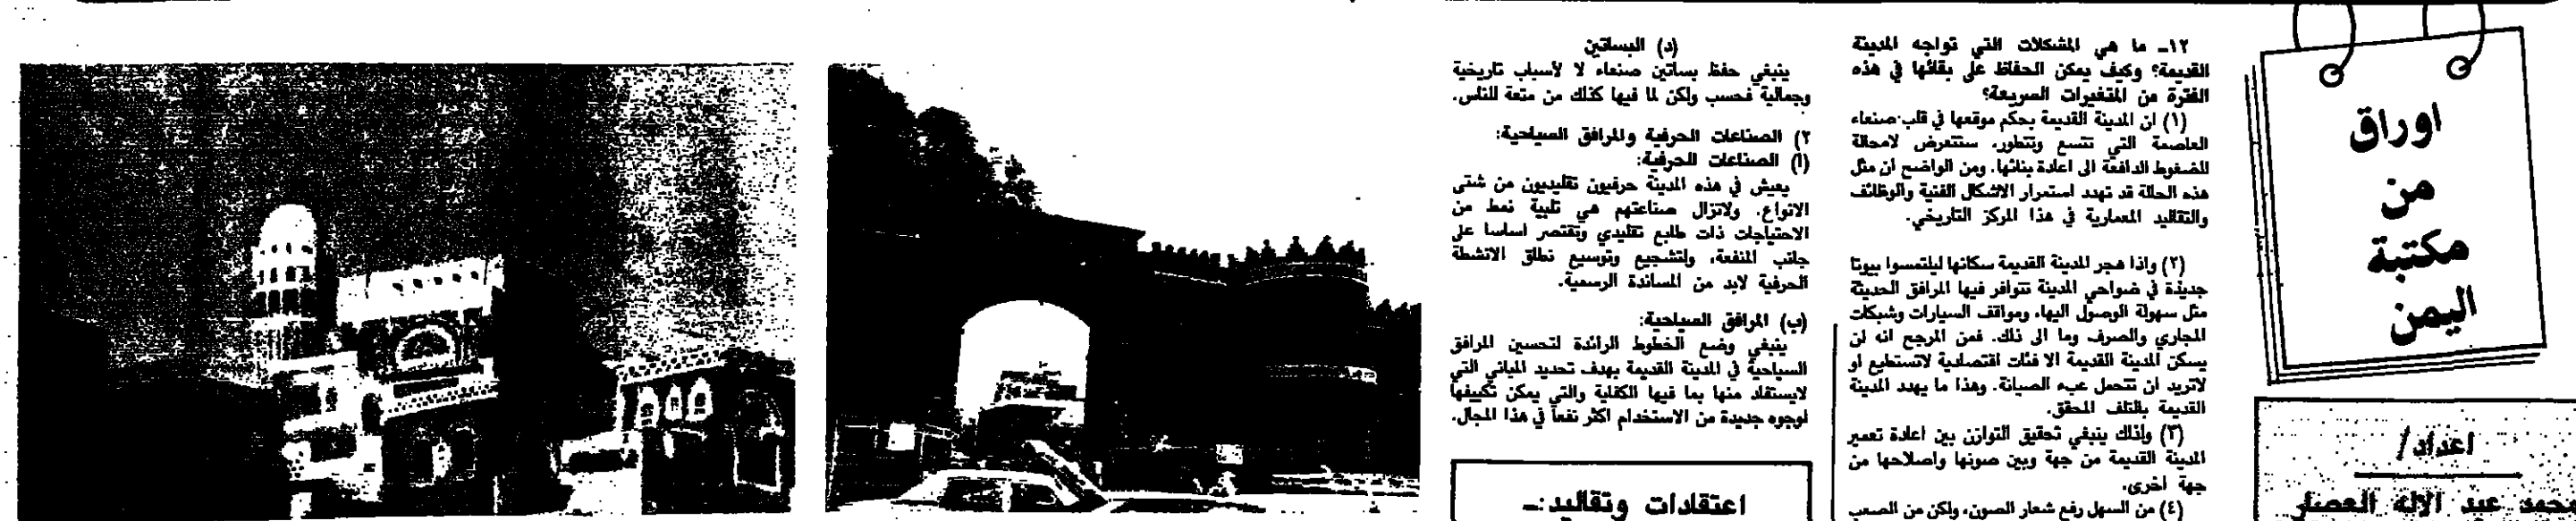 اوراق
من
مكتبة
اليمن
اعداد /
محمد عبد الاله العصار
١٢ـ ما هي المشكلات التي تواجه المدينة
القديمة؟ وكيف يمكن الحفاظ على بقائها في هذه
الفترة من المتغيرات السريعة؟
(١) ان المدينة القديمة بحكم موقعها في قلب صنعاء
العاصمة التي تتسع وتتطور، ستتعرض لامحالة
للضغوط الدافعة الى اعادة بنائها. ومن الواضح ان مثل
هذه الحالة قد تهدد استمرار الاشكال الفنية والوظائف
والتقاليد المعمارية في هذا المركز التاريخي.
(٢) واذا هجر المدينة القديمة سكانها ليلتمسوا بيوتا
جديدة في ضواحي المدينة تتوافر فيها المرافق الحديثة
مثل سهولة الوصول اليها، ومواقف السيارات وشبكات
المجاري والصرف وما الى ذلك. فمن المرجح انه لن
يسكن المدينة القديمة الا فئات اقتصادية لاتستطيع او
لاتريد ان تتحمل عبء الصيانة. وهذا ما يهدد المدينة
القديمة بالتلف المحقق.
(٣) ولذلك ينبغي تحقيق التوازن بين اعادة تعمير
المدينة القديمة من جهة وبين صونها واصلاحها من
جهة اخرى.
(٤) من السهل رفع شعار الصون، ولكن من الصعب
(د) البساتين
ينبغي حفظ بساتين صنعاء لا لأسباب تاريخية
وجمالية فحسب ولكن لما فيها كذلك من متعة للناس.
٢) الصناعات الحرفية والمرافق السياحية:
(أ) الصناعات الحرفية:
يعيش في هذه المدينة حرفيون تقليديون من شتى
الانواع. ولاتزال صناعتهم هي تلبية نمط من
الاحتياجات ذات طابع تقليدي وتقتصر اساسا على
جانب المنفعة، ولتشجيع وتوسيع نطاق الانشطة
الحرفية لابد من المساندة الرسمية.
(ب) المرافق السياحية:
ينبغي وضع الخطوط الرائدة لتحسين المرافق
السياحية في المدينة القديمة بهدف تحديد المباني التي
لايستفاد منها بما فيها الكفاية والتي يمكن تكييفها
لوجوه جديدة من الاستخدام اكثر نفعا في هذا المجال.
اعتقادات وتقاليد:ـ